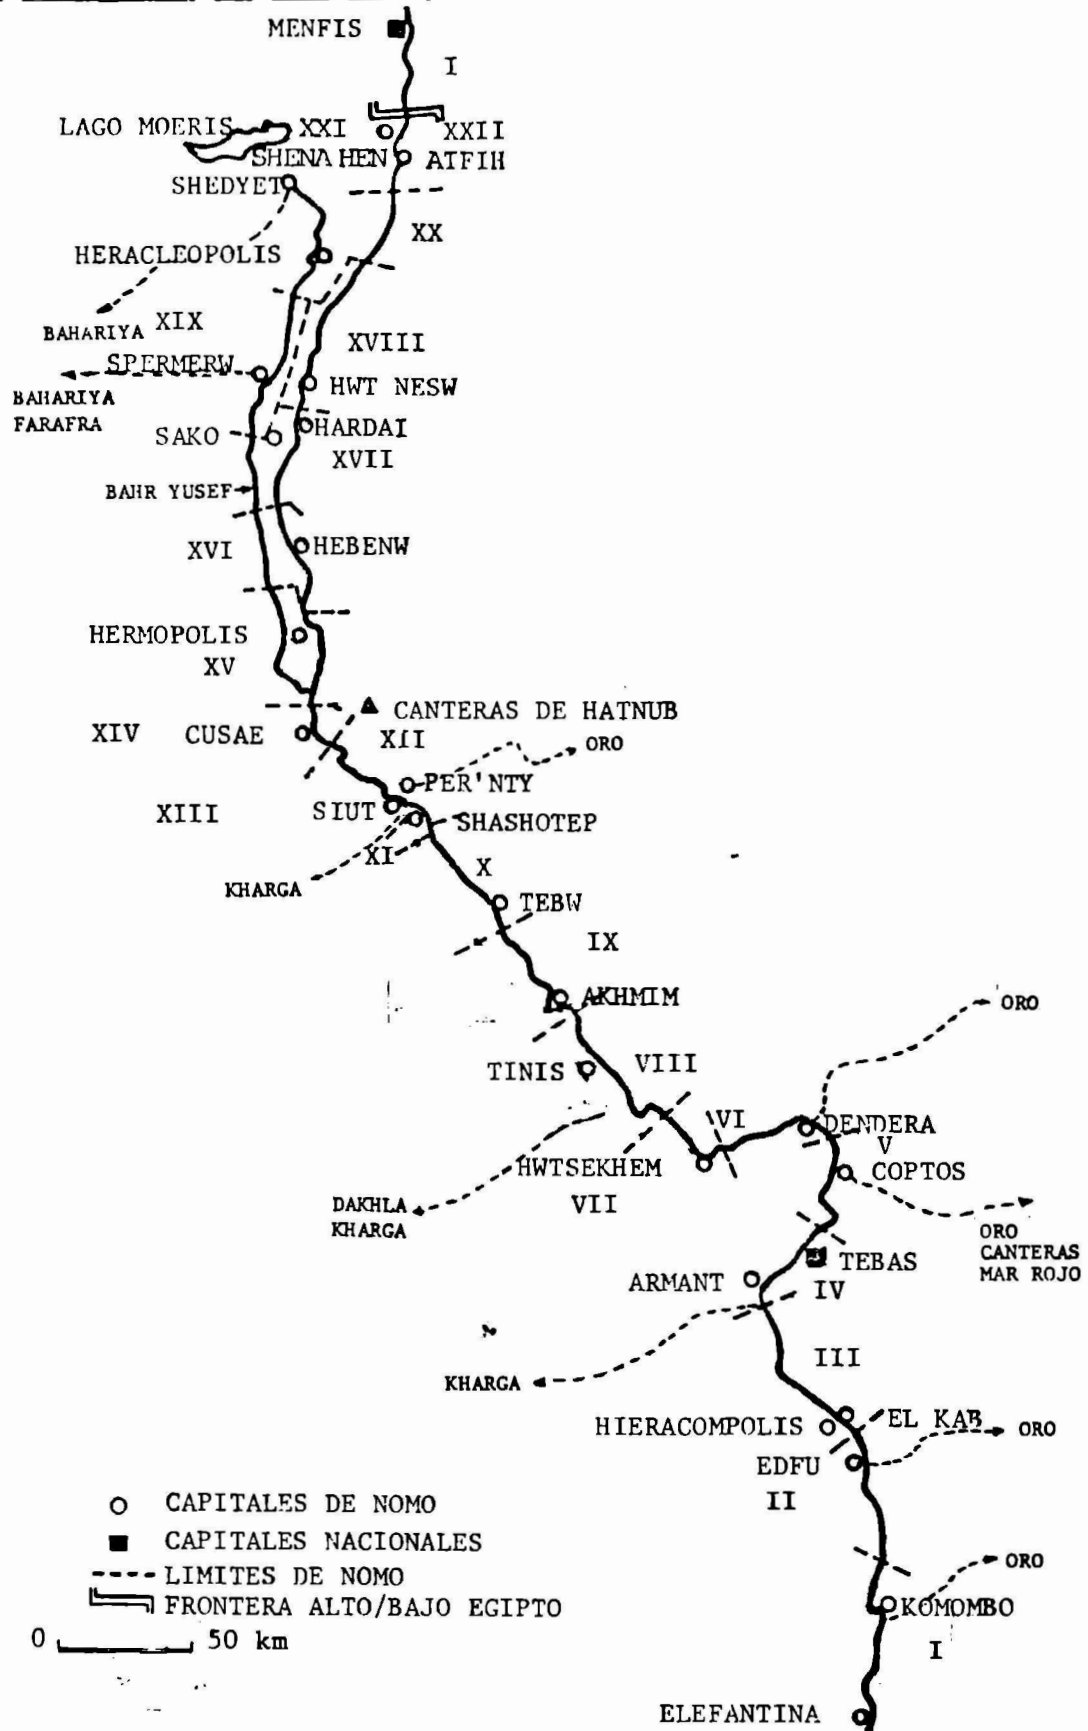 MENFIS
I
LAGO MOERIS
XXI
XXII
SHENA HEN
ATFIH
SHEDYET
XX
HERACLEOPOLIS
BAHARIYA
XIX
XVIII
SPERMERW
HWT NESW
BAHARIYA
FARAFRA
HARDAI
SAKO
XVII
BAHR YUSEF
XVI
HEBENW
HERMOPOLIS
XV
CANTERAS DE HATNUB
XIV
CUSAE
XII
ORO
PER'NTY
XIII
SIUT
SHASHOTEP
XI
X
KHARGA
TEBW
IX
AKHMIM
ORO
TINIS
VIII
VI
DENDERA
V
HWTSEKHEM
COPTOS
VII
DAKHLA
KHARGA
ORO
CANTERAS
MAR ROJO
TEBAS
ARMANT
IV
III
KHARGA
HIERACOMPOLIS
EL KAB
ORO
EDFU
II
CAPITALES DE NOMO
CAPITALES NACIONALES
LIMITES DE NOMO
FRONTERA ALTO/BAJO EGIPTO
0 50 km
ORO
KOMOMBO
I
ELEFANTINA